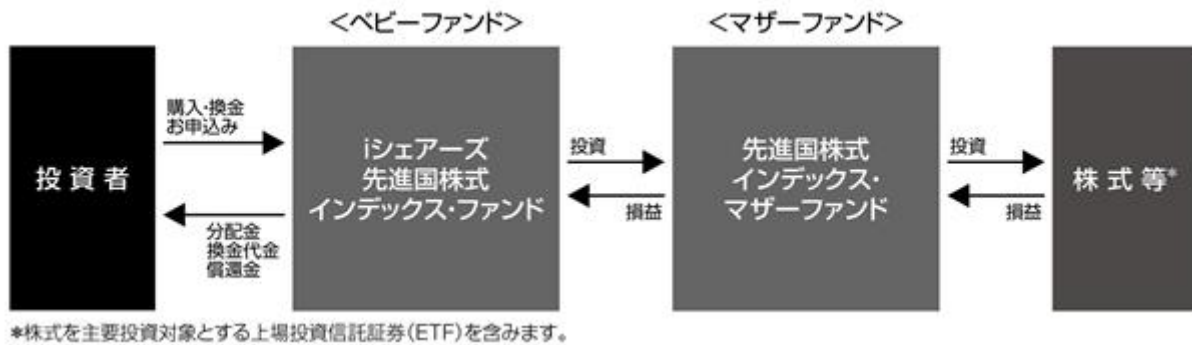 <ベビーファンド>
<マザーファンド>
投資者
購入・換金
お申込み
分配金
換金代金
償還金
iシェアーズ
先進国株式
インデックス・ファンド
投資
損益
先進国株式
インデックス・
マザーファンド
投資
損益
株式等*
*株式を主要投資対象とする上場投資信託証券(ETF)を含みます。